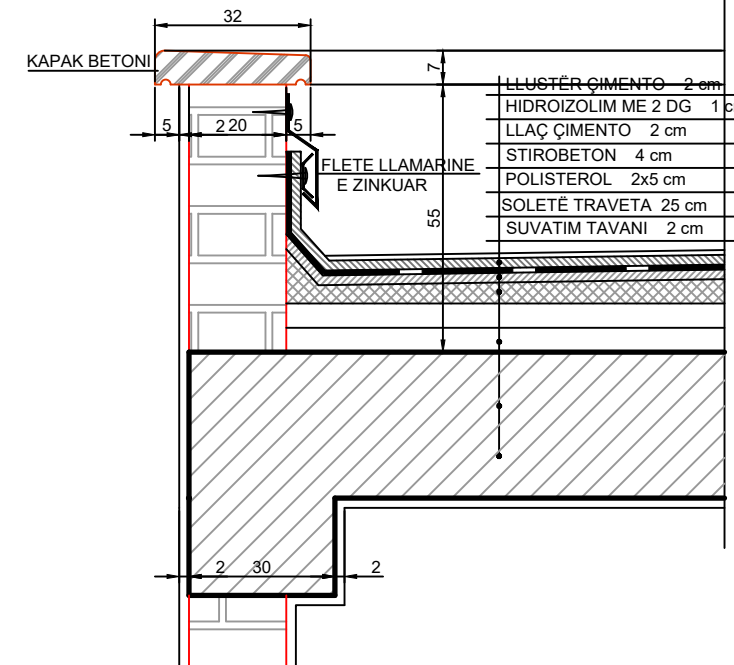 32
KAPAK BETONI
7
LLUSTËR ÇIMENTO 2 cm
HIDROIZOLIM ME 2 DG 1 c
LLAÇ ÇIMENTO 2 cm
STIROBETON 4 cm
POLISTEROL 2x5 cm
SOLETË TRAVETA 25 cm
SUVATIM TAVANI 2 cm
5 2 20 5
FLETE LLAMARINE
E ZINKUAR
55
2 30 2